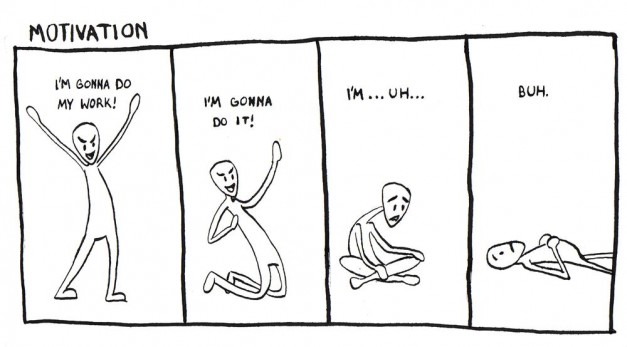 MOTIVATION
I'M GONNA DO
MY WORK!
I'M GONNA
DO IT!
I'M... UH...
BUH.